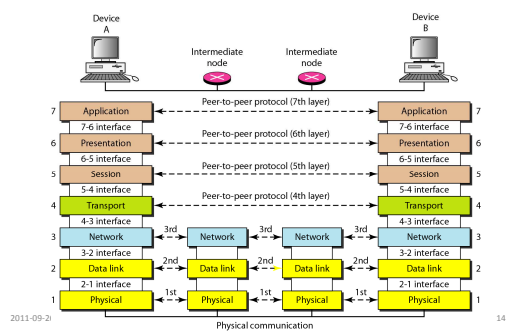 Device
A
Device
B
Intermediate
node
Intermediate
node
7 Application Peer-to-peer protocol (7th layer) Application 7
7-6 interface 7-6 interface
6 Presentation Peer-to-peer protocol (6th layer) Presentation 6
6-5 interface 6-5 interface
5 Session Peer-to-peer protocol (5th layer) Session 5
5-4 interface 5-4 interface
4 Transport Peer-to-peer protocol (4th layer) Transport 4
4-3 interface 4-3 interface
3 Network 3rd Network 3rd Network 3rd Network 3
3-2 interface 3-2 interface
2 Data link 2nd Data link 2nd Data link 2nd Data link 2
2-1 interface 2-1 interface
1 Physical 1st Physical 1st Physical 1st Physical 1
Physical communication
14